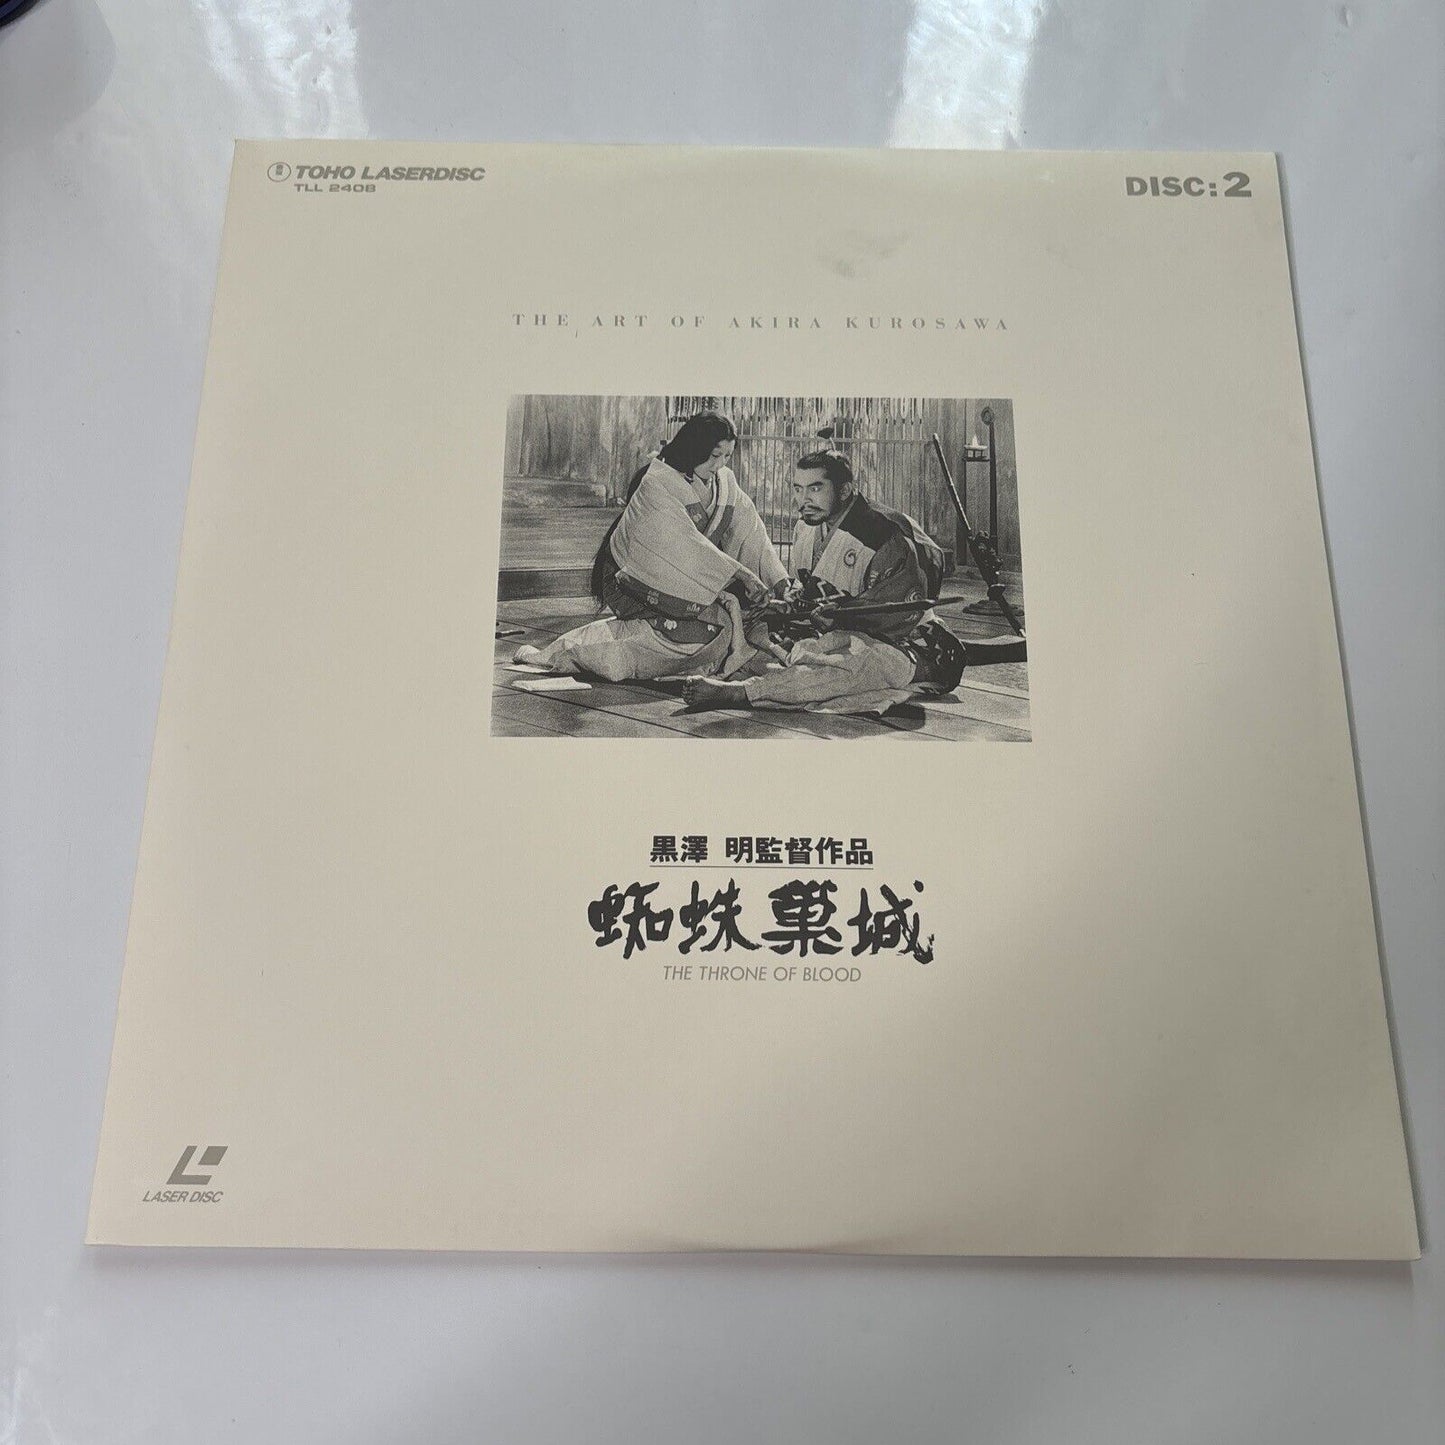 TOHO LASERDISC
TLL 2408
DISC:2
THE ART OF AKIRA KUROSAWA
黒澤 明監督作品
蜘蛛巣城
THE THRONE OF BLOOD
LASER DISC